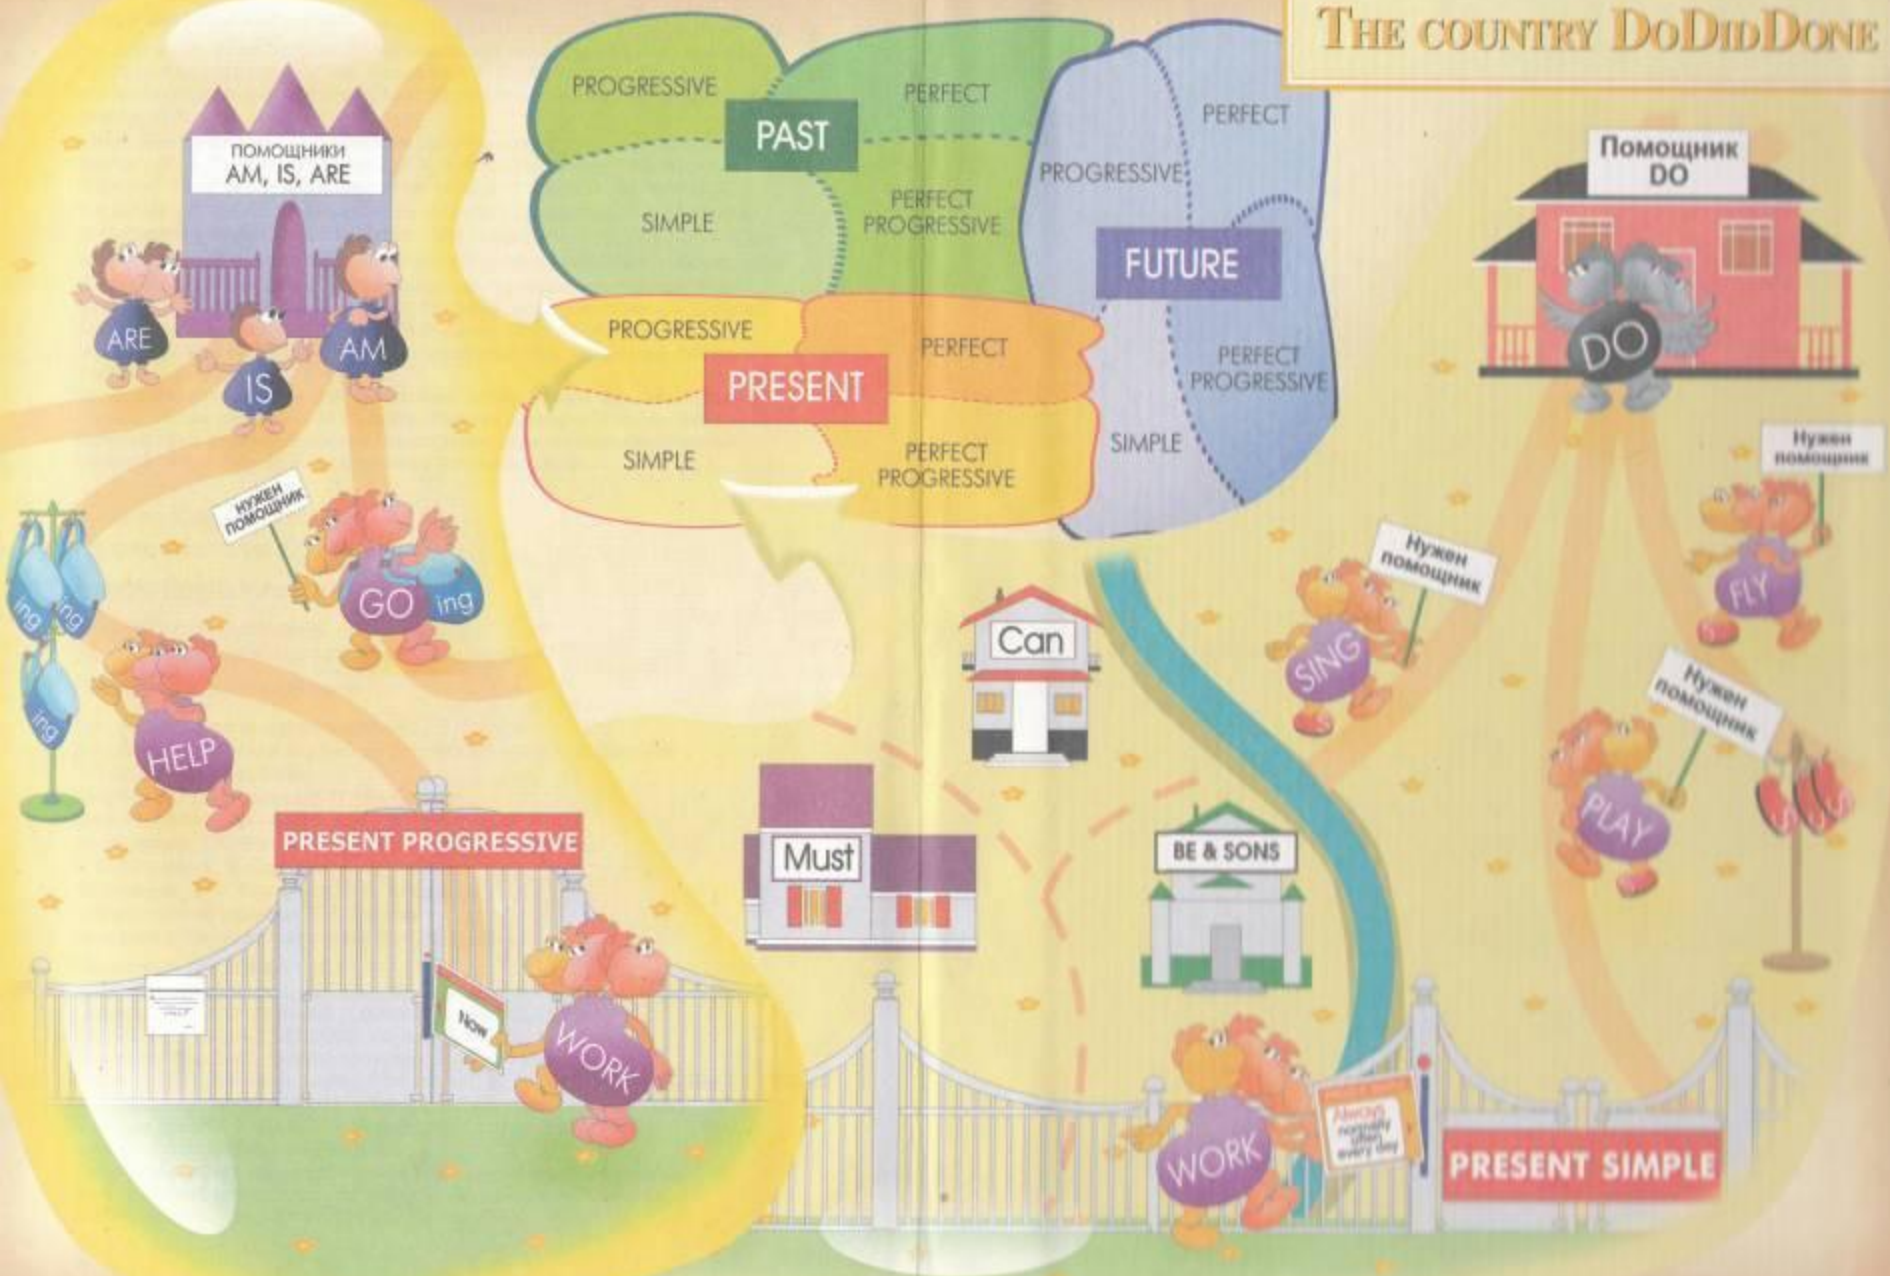 THE COUNTRY DODIDDONE
ПОМОЩНИКИ
AM, IS, ARE
ARE
IS
AM
PROGRESSIVE
PERFECT
PAST
SIMPLE
PERFECT
PROGRESSIVE
PROGRESSIVE
PERFECT
FUTURE
SIMPLE
PERFECT
PROGRESSIVE
PROGRESSIVE
PERFECT
PRESENT
SIMPLE
PERFECT
PROGRESSIVE
Помощник
DO
DO
НУЖЕН
ПОМОЩНИК
GO
ing
ing
ing
ing
HELP
PRESENT PROGRESSIVE
Now
WORK
Can
Must
BE & SONS
Нужен
помощник
SING
Нужен
помощник
FLY
Нужен
помощник
PLAY
S
S
WORK
Always
normally
often
every day
PRESENT SIMPLE